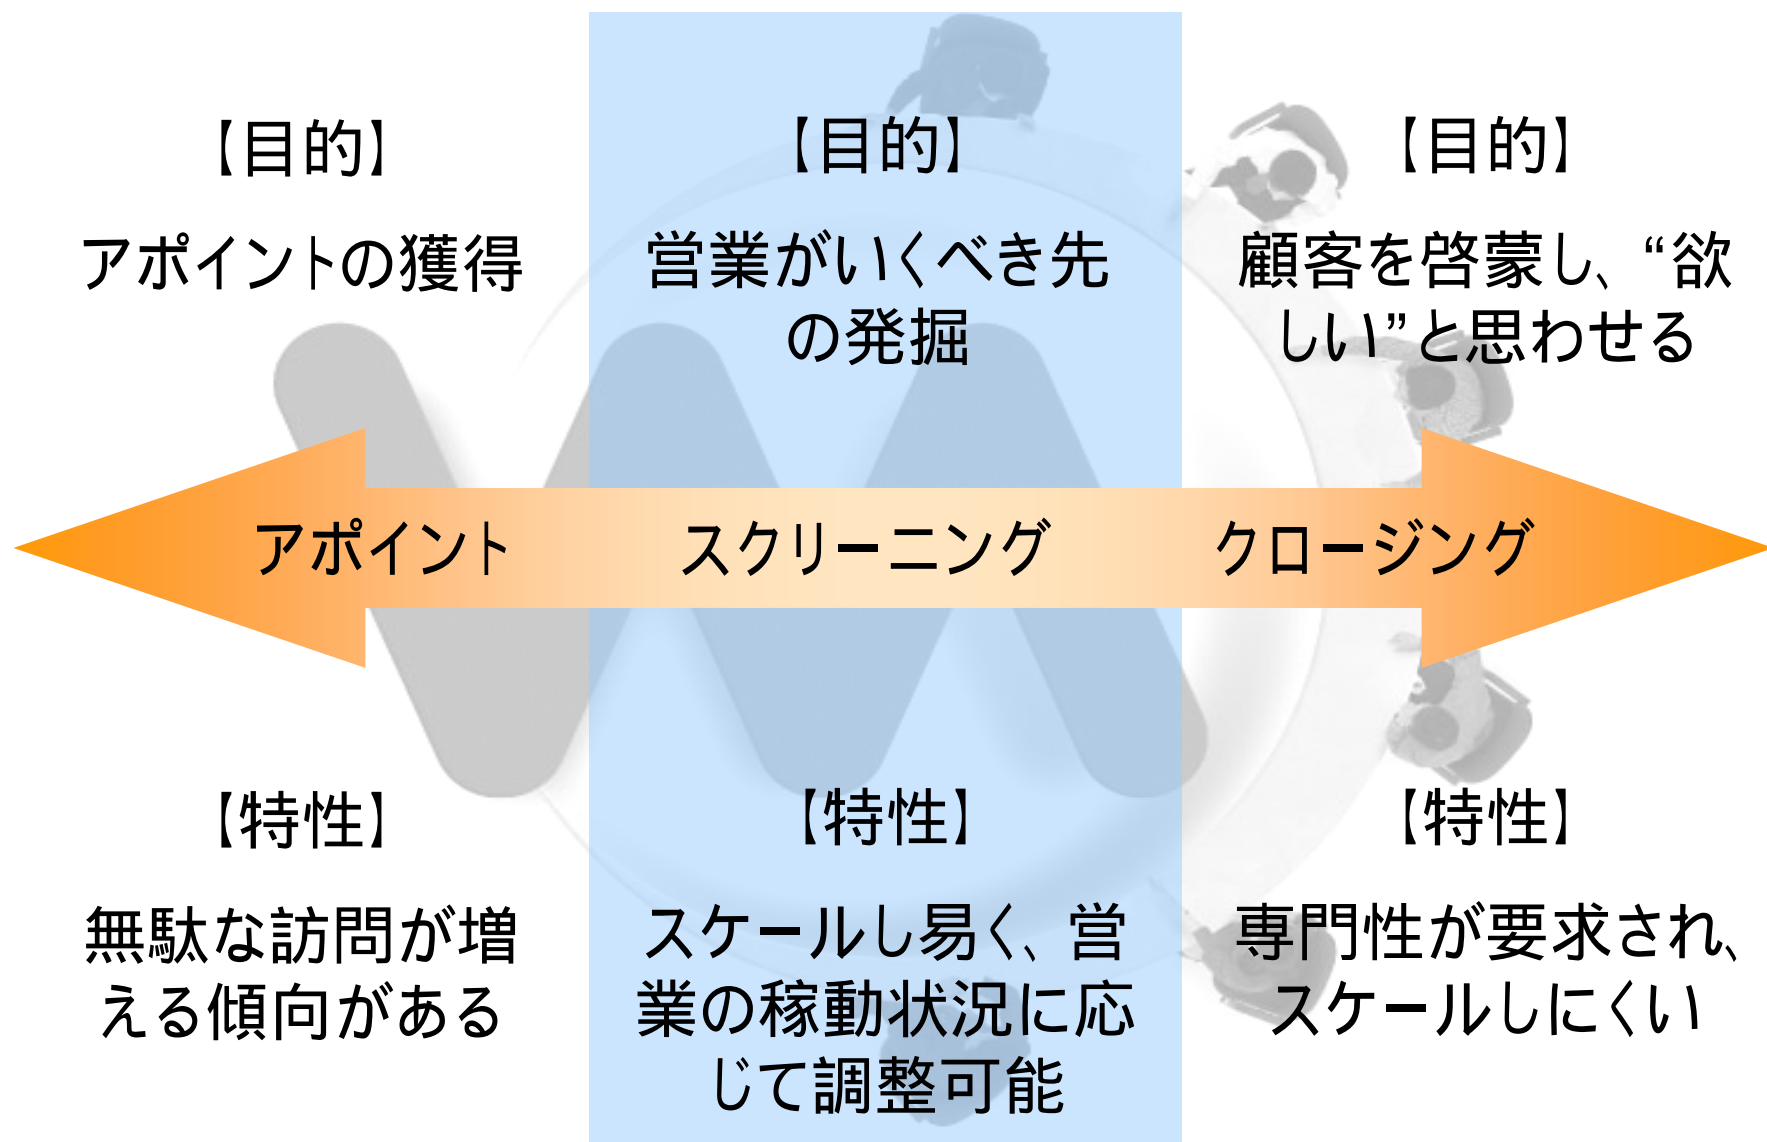 【目的】
アポイントの獲得
【目的】
営業がいくべき先
の発掘
【目的】
顧客を啓蒙し、“欲
しい”と思わせる
アポイント
スクリーニング
クロージング
【特性】
無駄な訪問が増
える傾向がある
【特性】
スケールし易く、営
業の稼動状況に応
じて調整可能
【特性】
専門性が要求され、
スケールしにくい